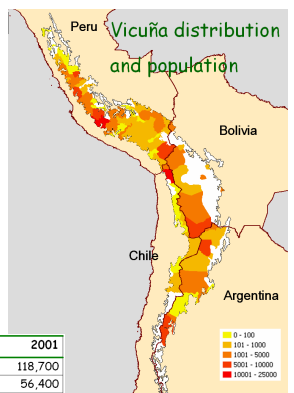 Peru
Vicuña distribution
and population
Bolivia
Chile
Argentina
2001
118,700
56,400
0 - 100
101 - 1000
1001 - 5000
5001 - 10000
10001 - 25000